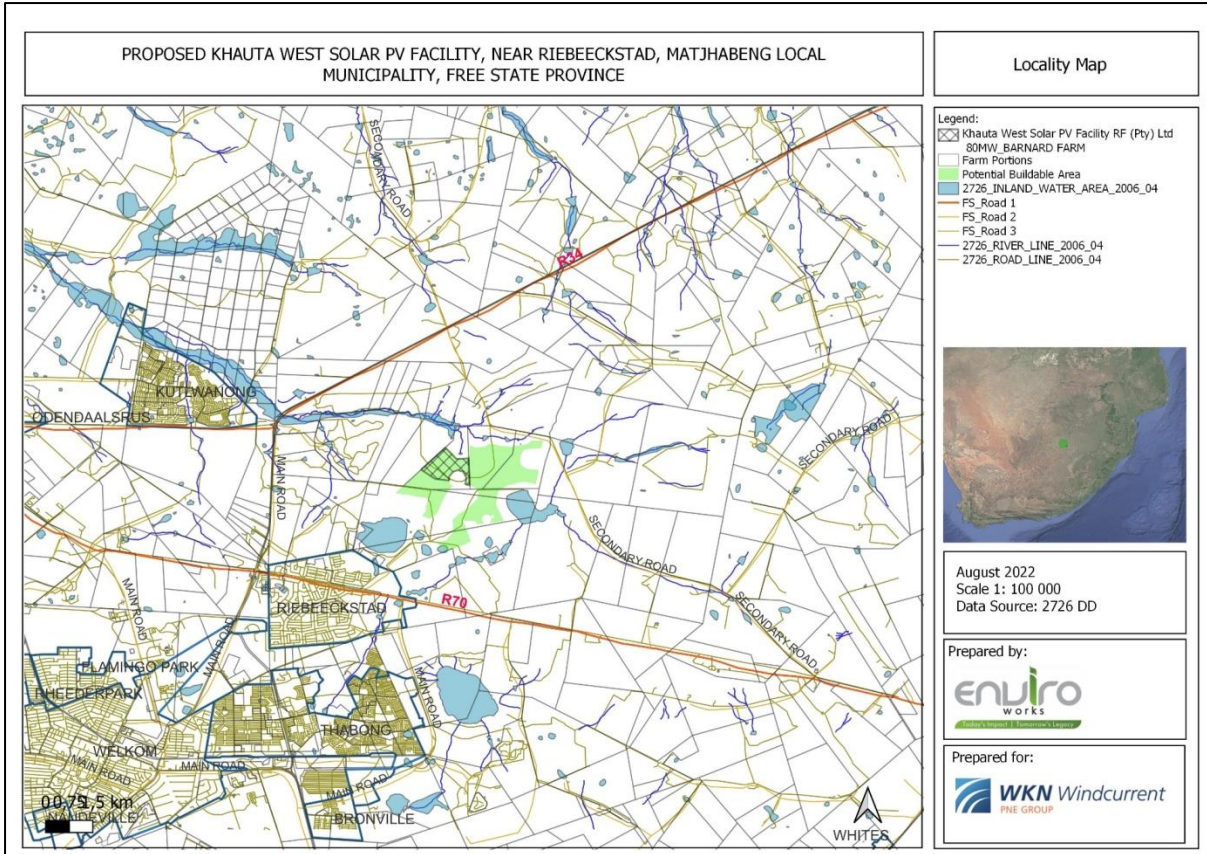 PROPOSED KHAUTA WEST SOLAR PV FACILITY, NEAR RIEBEECKSTAD, MATJHABENG LOCAL
MUNICIPALITY, FREE STATE PROVINCE
Locality Map
Legend:
Khauta West Solar PV Facility RF (Pty) Ltd
80MW_BARNARD FARM
Farm Portions
Potential Buildable Area
2726_INLAND_WATER_AREA_2006_04
FS_Road 1
FS_Road 2
FS_Road 3
2726_RIVER_LINE_2006_04
2726_ROAD_LINE_2006_04
SECONDARY ROAD
R34
KUTLWANONG
ODENDAALSRUS
MAIN ROAD
SECONDARY ROAD
SECONDARY ROAD
SECONDARY ROAD
R70
RIEBEECKSTAD
MAIN ROAD
MAIN ROAD
FLAMINGO PARK
RHEEDERPARK
MAIN ROAD
THABONG
WELKOM
MAIN ROAD
MAIN ROAD
MAIN ROAD
BRONVILLE
0 0,75 1,5 km
WHITES
August 2022
Scale 1: 100 000
Data Source: 2726 DD
Prepared by:
enviro
works
Today's Impact | Tomorrow's Legacy
Prepared for:
WKN Windcurrent
PNE GROUP